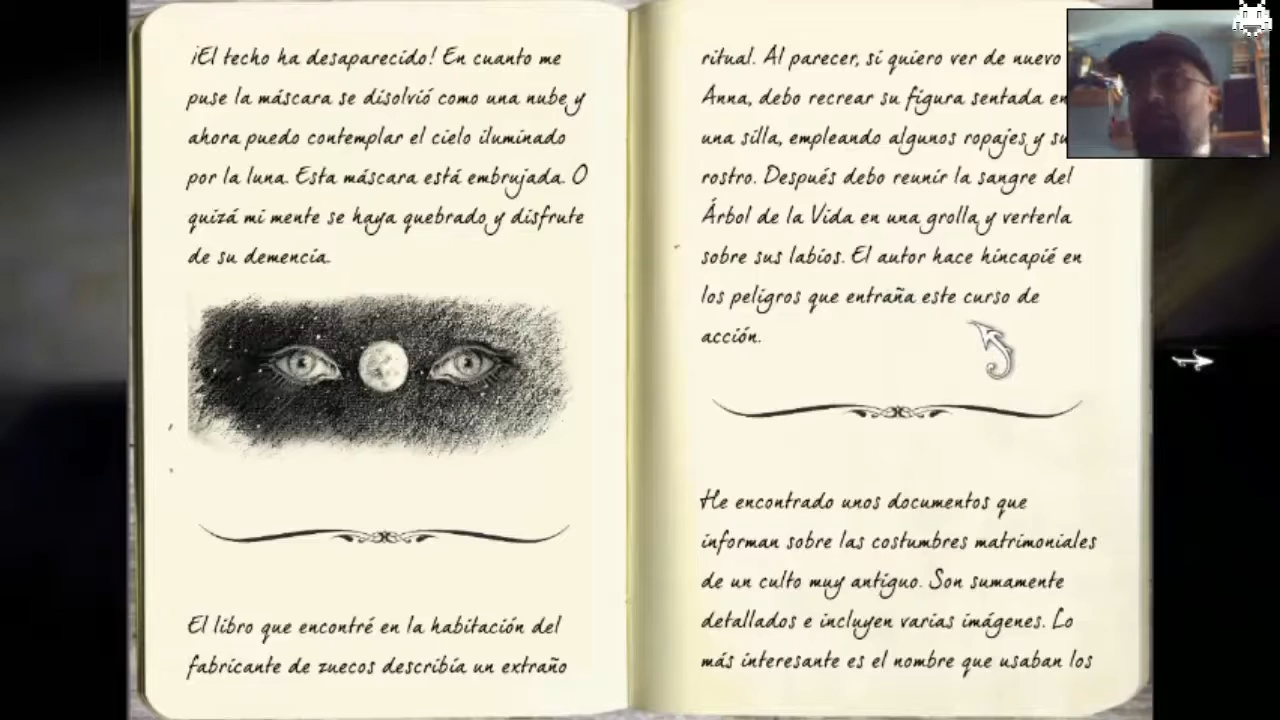 ¡El techo ha desaparecido! En cuanto me
puse la máscara se disolvió como una nube y
ahora puedo contemplar el cielo iluminado
por la luna. Esta máscara está embrujada. O
quizá mi mente se haya quebrado y disfrute
de su demencia.
El libro que encontré en la habitación del
fabricante de zuecos describía un extraño
ritual. Al parecer, si quiero ver de nuevo
Anna, debo recrear su figura sentada en
una silla, empleando algunos ropajes y su
rostro. Después debo reunir la sangre del
Árbol de la Vida en una grolla y verterla
sobre sus labios. El autor hace hincapié en
los peligros que entraña este curso de
acción.
He encontrado unos documentos que
informan sobre las costumbres matrimoniales
de un culto muy antiguo. Son sumamente
detallados e incluyen varias imágenes. Lo
más interesante es el nombre que usaban los